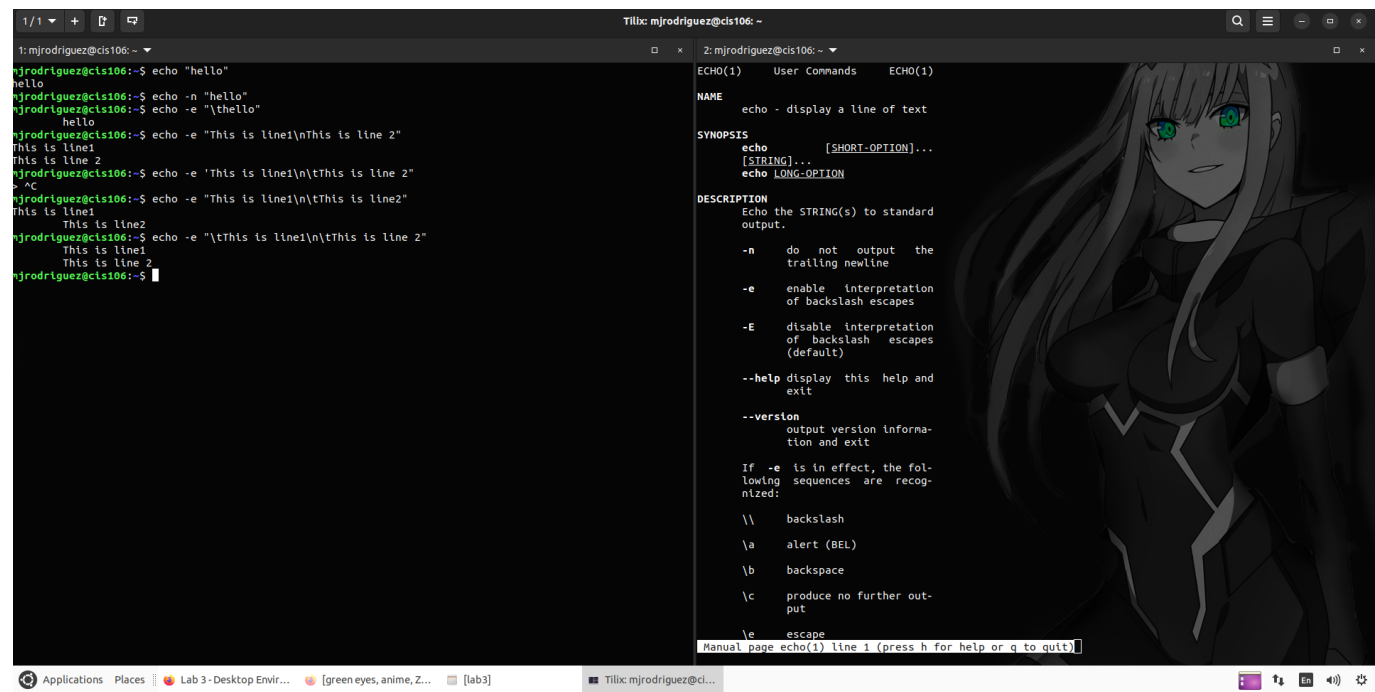 1 / 1
Tilix: mjrodriguez@cis106: ~
1: mjrodriguez@cis106: ~
mjrodriguez@cis106:~$ echo "hello"
hello
mjrodriguez@cis106:~$ echo -n "hello"
mjrodriguez@cis106:~$ echo -e "\thello"
hello
mjrodriguez@cis106:~$ echo -e "This is line1\nThis is line 2"
This is line1
This is line 2
mjrodriguez@cis106:~$ echo -e 'This is line1\n\tThis is line 2"
> ^C
mjrodriguez@cis106:~$ echo -e "This is line1\n\tThis is line2"
This is line1
This is line2
mjrodriguez@cis106:~$ echo -e "\tThis is line1\n\tThis is line 2"
This is line1
This is line 2
mjrodriguez@cis106:~$
2: mjrodriguez@cis106: ~
ECHO(1) User Commands ECHO(1)
NAME
echo - display a line of text
SYNOPSIS
echo [SHORT-OPTION]...
[STRING]...
echo LONG-OPTION
DESCRIPTION
Echo the STRING(s) to standard
output.
-n do not output the
trailing newline
-e enable interpretation
of backslash escapes
-E disable interpretation
of backslash escapes
(default)
--help display this help and
exit
--version
output version informa-
tion and exit
If -e is in effect, the fol-
lowing sequences are recog-
nized:
\\ backslash
\a alert (BEL)
\b backspace
\c produce no further out-
put
\e escape
Manual page echo(1) line 1 (press h for help or q to quit)
Applications Places Lab 3 - Desktop Envir... [green eyes, anime, Z... [lab3] Tilix: mjrodriguez@ci... En